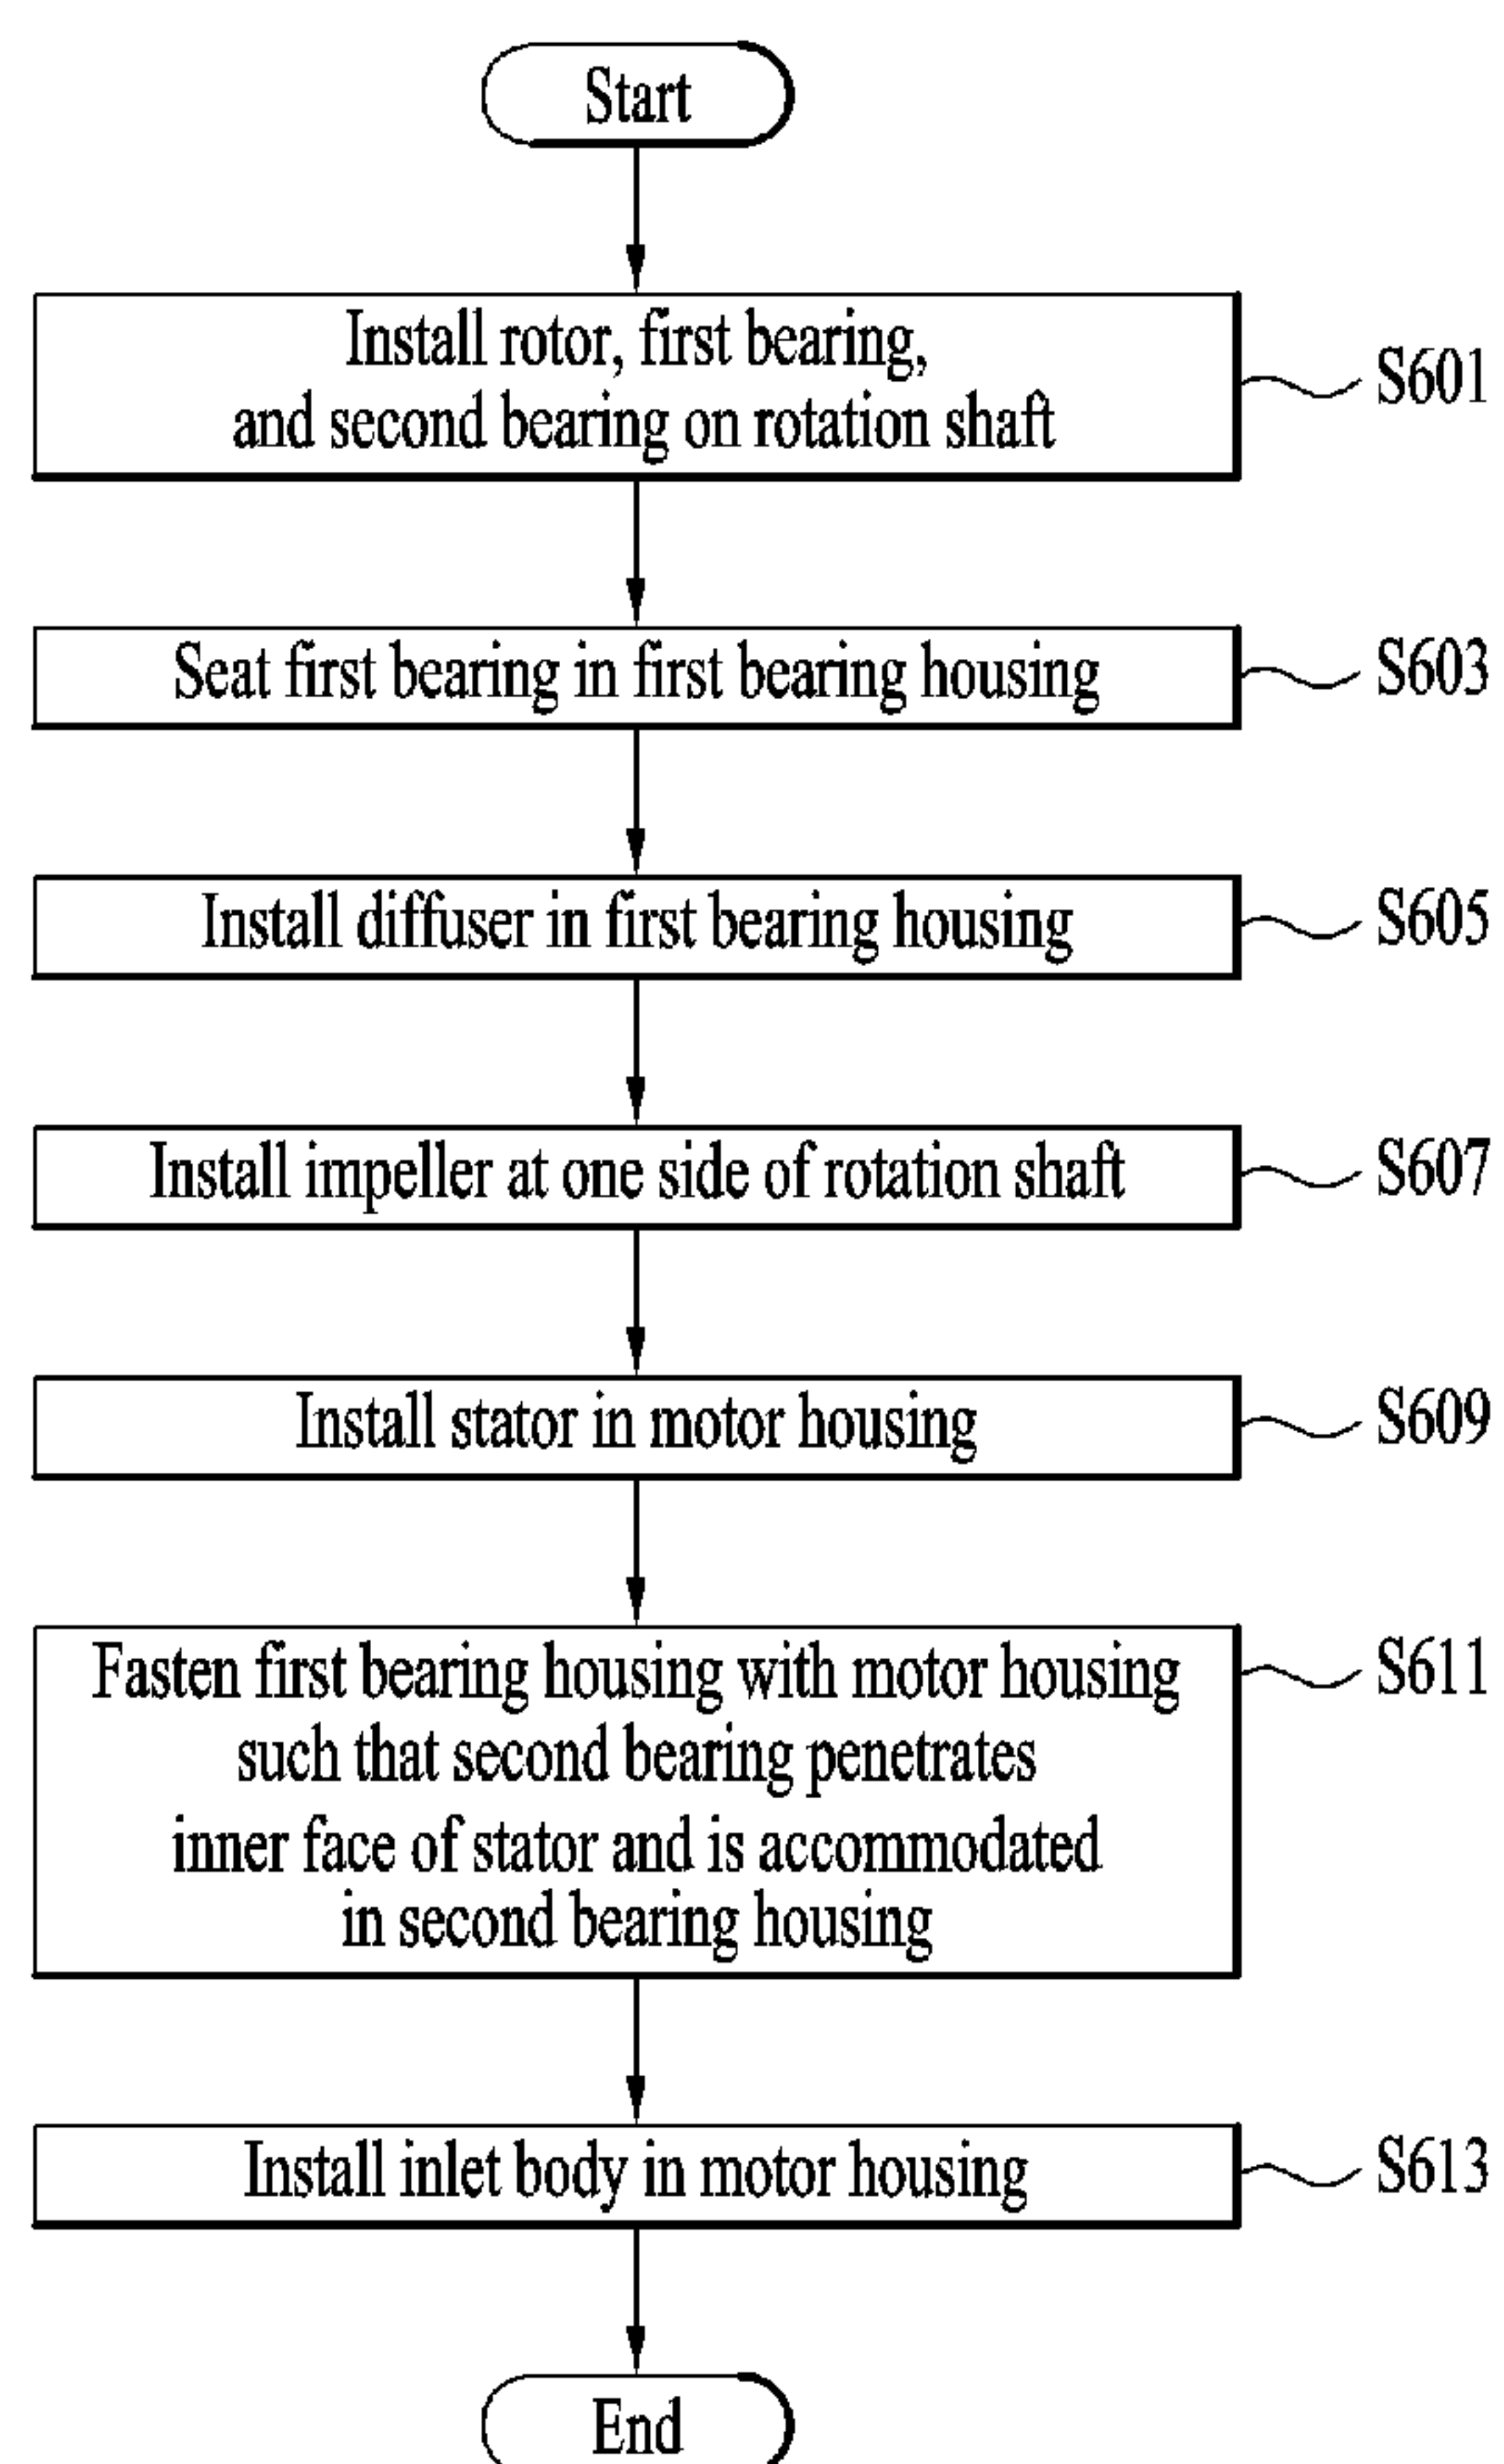 Start
Install rotor, first bearing,
and second bearing on rotation shaft
S601
Seat first bearing in first bearing housing
S603
Install diffuser in first bearing housing
S605
Install impeller at one side of rotation shaft
S607
Install stator in motor housing
S609
Fasten first bearing housing with motor housing
S611
such that second bearing penetrates
inner face of stator and is accommodated
in second bearing housing
Install inlet body in motor housing
S613
End